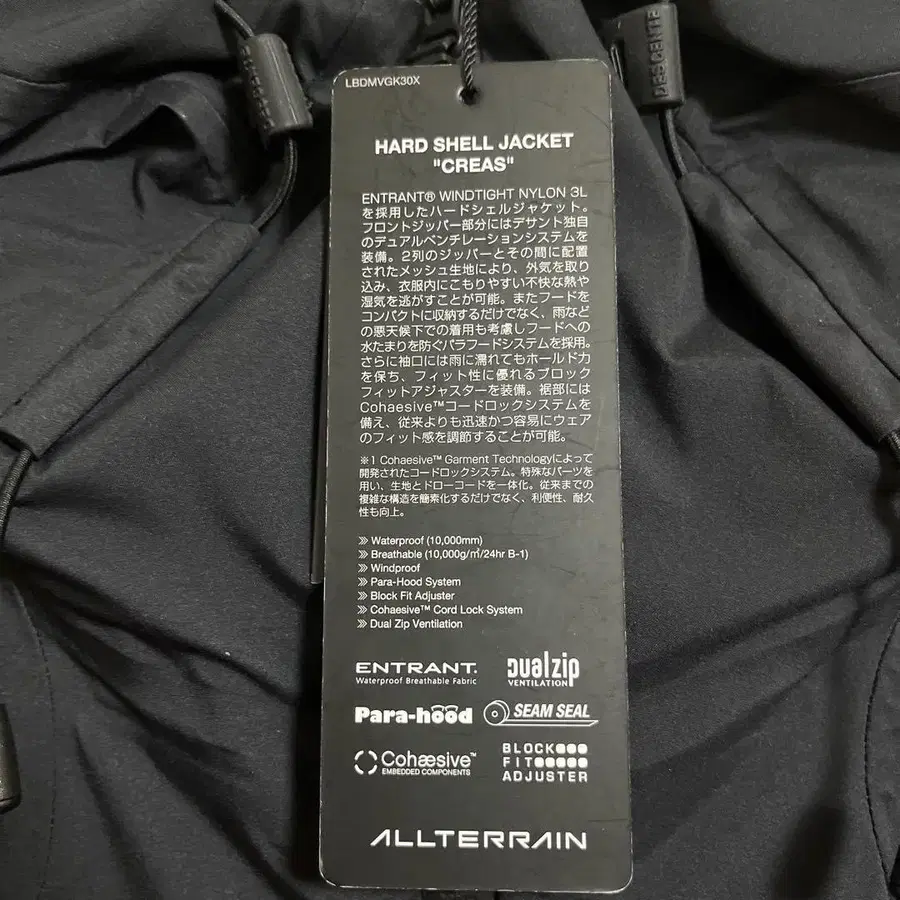 LBDMVGK30X
HARD SHELL JACKET
"CREAS"
ENTRANT® WINDTIGHT NYLON 3L
を採用したハードシェルジャケット。
フロントジッパー部分にはデサント独自
のデュアルベンチレーションシステムを
装備。2列のジッパーとその間に配置
されたメッシュ生地により、外気を取り
込み、衣服内にこもりやすい不快な熱や
湿気を逃がすことが可能。またフードを
コンパクトに収納するだけでなく、雨など
の悪天候下での着用も考慮しフードへの
水たまりを防ぐパラフードシステムを採用。
さらに袖口には雨に濡れてもホールド力
を保ち、フィット性に優れるブロック
フィットアジャスターを装備。裾部には
Cohaesive™コードロックシステムを
備え、従来よりも迅速かつ容易にウェア
のフィット感を調節することが可能。
※1 Cohaesive™ Garment Technologyによって
開発されたコードロックシステム。特殊なパーツを
用い、生地とドローコードを一体化。従来までの
複雑な構造を簡素化するだけでなく、利便性、耐久
性も向上。
Waterproof (10,000mm)
Breathable (10,000g/㎡/24hr B-1)
Windproof
Para-Hood System
Block Fit Adjuster
Cohaesive™ Cord Lock System
Dual Zip Ventilation
ENTRANT.
Waterproof Breathable Fabric
Dualzip
VENTILATION
Para-hood
SEAM SEAL
Cohæsive™
EMBEDDED COMPONENTS
BLOCK
FIT
ADJUSTER
ALLTERRAIN